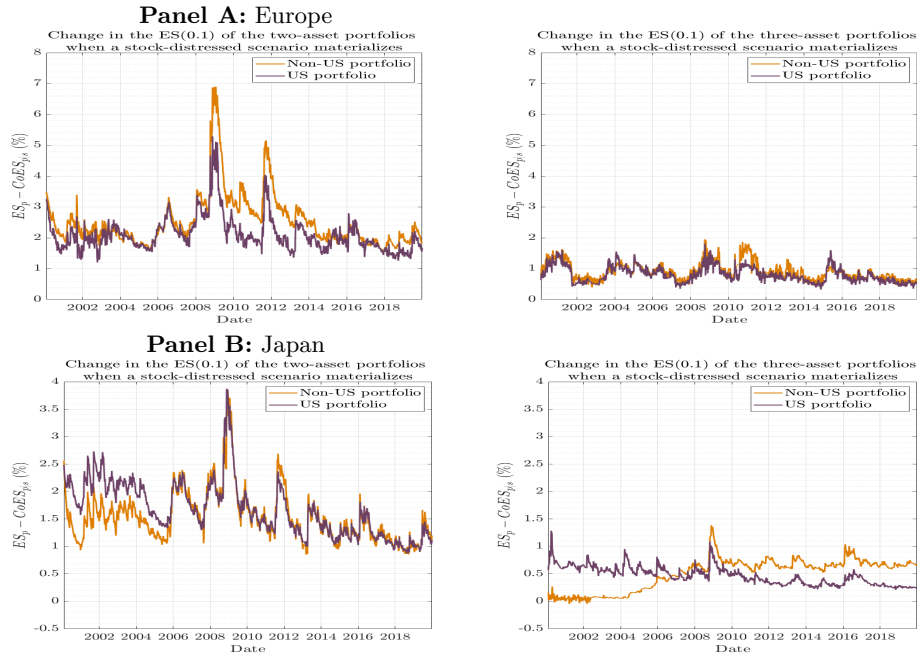 Panel A: Europe
Change in the ES(0.1) of the two-asset portfolios
when a stock-distressed scenario materializes
8
7
6
5
4
3
2
1
0
ES_p − CoES_ps (%)
Non-US portfolio
US portfolio
2002 2004 2006 2008 2010 2012 2014 2016 2018
Date
Change in the ES(0.1) of the three-asset portfolios
when a stock-distressed scenario materializes
8
7
6
5
4
3
2
1
0
ES_p − CoES_ps (%)
Non-US portfolio
US portfolio
2002 2004 2006 2008 2010 2012 2014 2016 2018
Date
Panel B: Japan
Change in the ES(0.1) of the two-asset portfolios
when a stock-distressed scenario materializes
4
3.5
3
2.5
2
1.5
1
0.5
0
-0.5
ES_p − CoES_ps (%)
Non-US portfolio
US portfolio
2002 2004 2006 2008 2010 2012 2014 2016 2018
Date
Change in the ES(0.1) of the three-asset portfolios
when a stock-distressed scenario materializes
4
3.5
3
2.5
2
1.5
1
0.5
0
-0.5
ES_p − CoES_ps (%)
Non-US portfolio
US portfolio
2002 2004 2006 2008 2010 2012 2014 2016 2018
Date